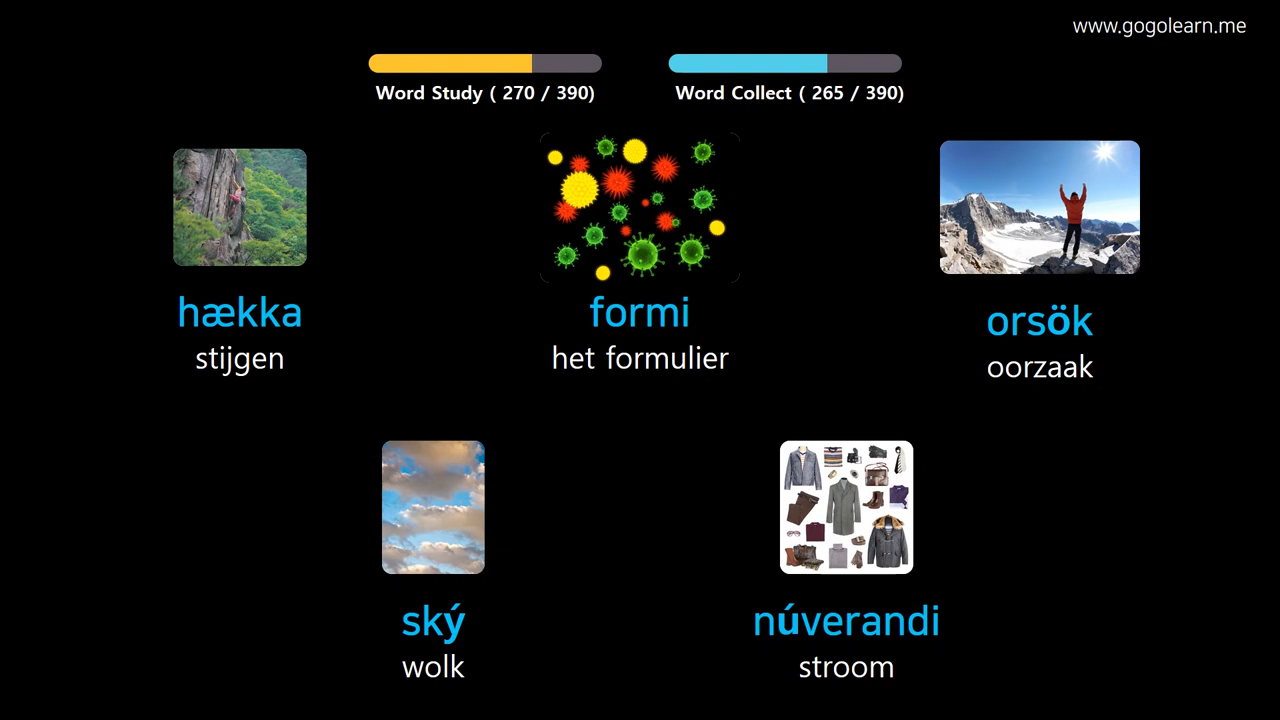 www.gogolearn.me
Word Study ( 270 / 390)
Word Collect ( 265 / 390)
hækka
stijgen
formi
het formulier
orsök
oorzaak
ský
wolk
núverandi
stroom